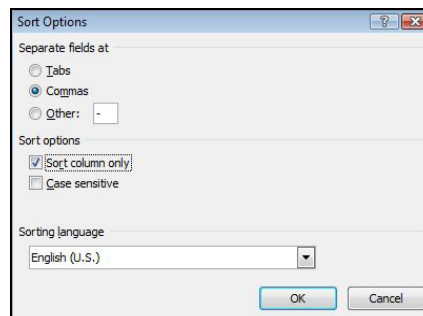 Sort Options
Separate fields at
Tabs
Commas
Other: -
Sort options
Sort column only
Case sensitive
Sorting language
English (U.S.)
OK Cancel